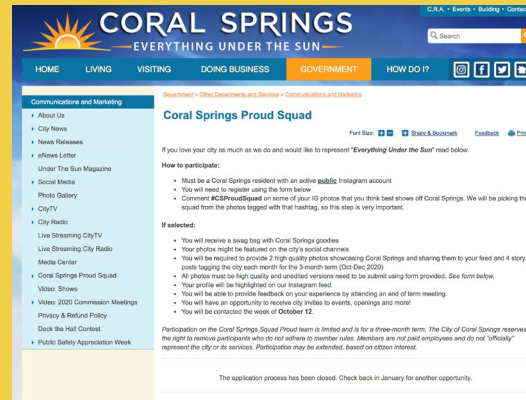 C.R.A. • Events • Building • Contact
CORAL SPRINGS
EVERYTHING UNDER THE SUN
Search
HOME LIVING VISITING DOING BUSINESS GOVERNMENT HOW DO I?
Government » Other Departments and Services » Communications and Marketing
Communications and Marketing
About Us
City News
News Releases
eNews Letter
Under The Sun Magazine
Social Media
Photo Gallery
CityTV
City Radio
Live Streaming CityTV
Live Streaming City Radio
Media Center
Coral Springs Proud Squad
Video: Shows
Video: 2020 Commission Meetings
Privacy & Refund Policy
Deck the Hall Contest
Public Safety Appreciation Week
Coral Springs Proud Squad
Font Size: Share & Bookmark Feedback Print
If you love your city as much as we do and would like to represent "Everything Under the Sun" read below.
How to participate:
• Must be a Coral Springs resident with an active public Instagram account
• You will need to register using the form below
• Comment #CSProudSquad on some of your IG photos that you think best shows off Coral Springs. We will be picking the
squad from the photos tagged with that hashtag, so this step is very important.
If selected:
• You will receive a swag bag with Coral Springs goodies
• Your photos might be featured on the city's social channels
• You will be required to provide 2 high quality photos showcasing Coral Springs and sharing them to your feed and 4 story
posts tagging the city each month for the 3-month term (Oct-Dec 2020)
• All photos must be high quality and unedited versions need to be submit using form provided. See form below.
• Your profile will be highlighted on our Instagram feed
• You will be able to provide feedback on your experience by attending an end of term meeting.
• You will have an opportunity to receive city invites to events, openings and more!
• You will be contacted the week of October 12.
Participation on the Coral Springs Squad Proud team is limited and is for a three-month term. The City of Coral Springs reserves
the right to remove participants who do not adhere to member rules. Members are not paid employees and do not "officially"
represent the city or its services. Participation may be extended, based on citizen interest.
The application process has been closed. Check back in January for another opportunity.